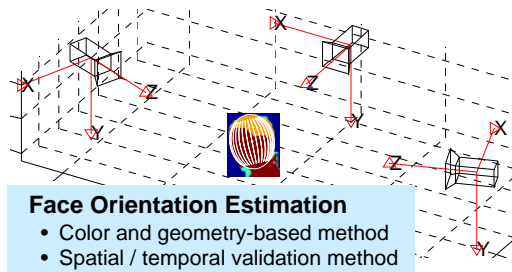 X
X
Z
Z
Y
Y
X
Z
Y
Face Orientation Estimation
• Color and geometry-based method
• Spatial / temporal validation method